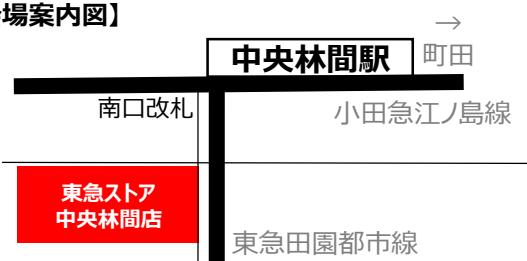 場案内図】
→
中央林間駅
町田
南口改札
小田急江ノ島線
東急ストア
中央林間店
東急田園都市線